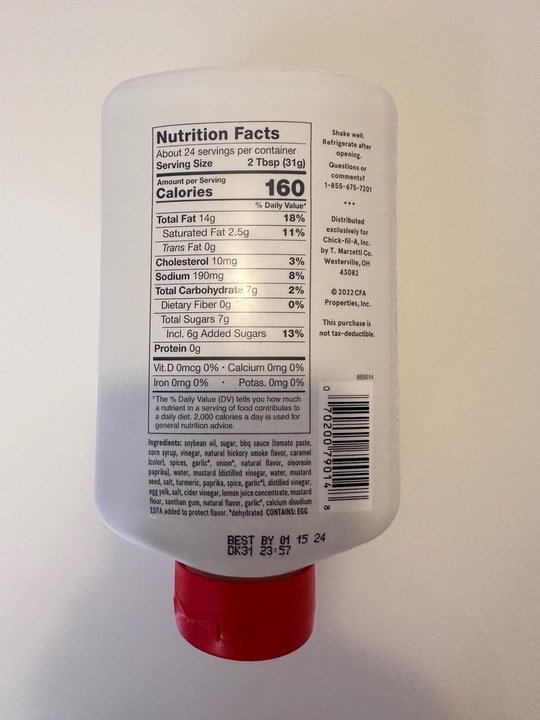 Nutrition Facts
About 24 servings per container
Serving Size 2 Tbsp (31g)
Amount per Serving
Calories 160
% Daily Value*
Total Fat 14g 18%
Saturated Fat 2.5g 11%
Trans Fat 0g
Cholesterol 10mg 3%
Sodium 190mg 8%
Total Carbohydrate 7g 2%
Dietary Fiber 0g 0%
Total Sugars 7g
Incl. 6g Added Sugars 13%
Protein 0g
Vit.D 0mcg 0% • Calcium 0mg 0%
Iron 0mg 0% • Potas. 0mg 0%
*The % Daily Value (DV) tells you how much
a nutrient in a serving of food contributes to
a daily diet. 2,000 calories a day is used for
general nutrition advice.
Ingredients: soybean oil, sugar, bbq sauce (tomato paste,
corn syrup, vinegar, natural hickory smoke flavor, caramel
(color), spices, garlic*, onion*, natural flavor, oleoresin
paprika), water, mustard (distilled vinegar, water, mustard
seed, salt, turmeric, paprika, spice, garlic*), distilled vinegar,
egg yolk, salt, cider vinegar, lemon juice concentrate, mustard
flour, xanthan gum, natural flavor, garlic*, calcium disodium
EDTA added to protect flavor. *dehydrated CONTAINS: EGG
Shake well.
Refrigerate after
opening.
Questions or
comments?
1-855-675-7201
•••
Distributed
exclusively for
Chick-fil-A, Inc.
by T. Marzetti Co.
Westerville, OH
43082
© 2022 CFA
Properties, Inc.
This purchase is
not tax-deductible.
889014
0 70200 79014 8
BEST BY 01 15 24
DK31 23:57